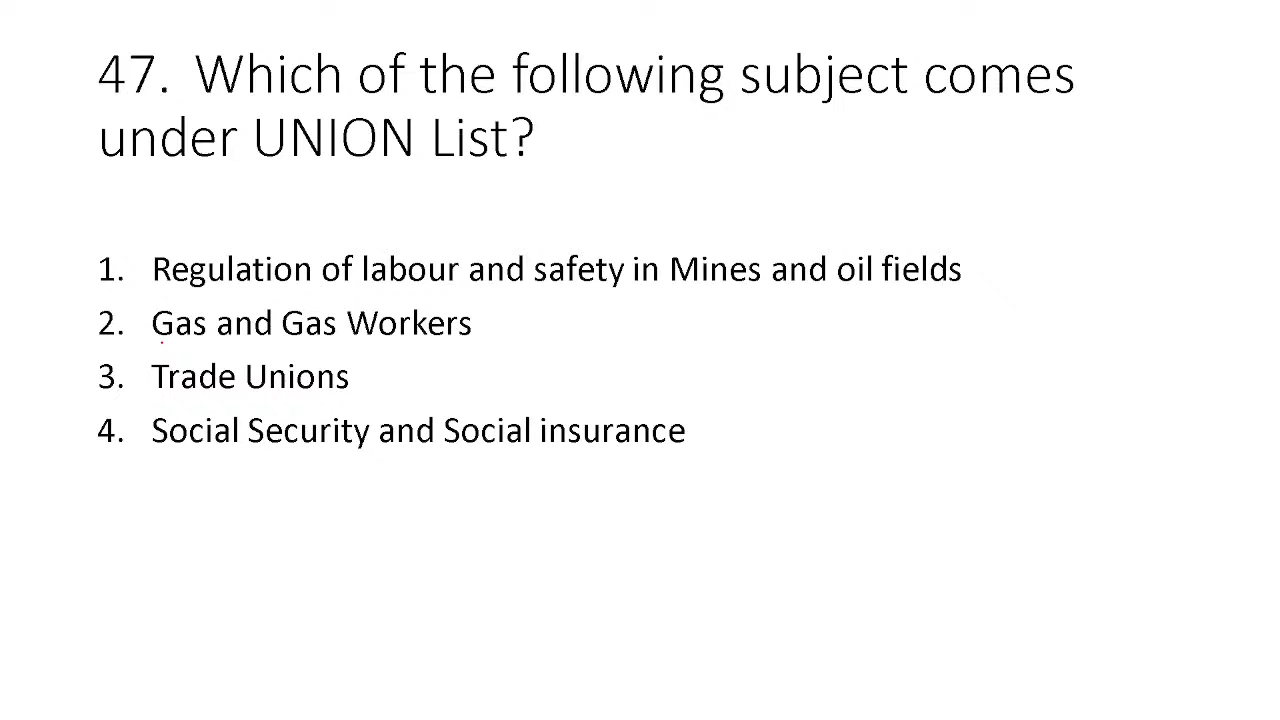 47. Which of the following subject comes
under UNION List?
1. Regulation of labour and safety in Mines and oil fields
2. Gas and Gas Workers
3. Trade Unions
4. Social Security and Social insurance